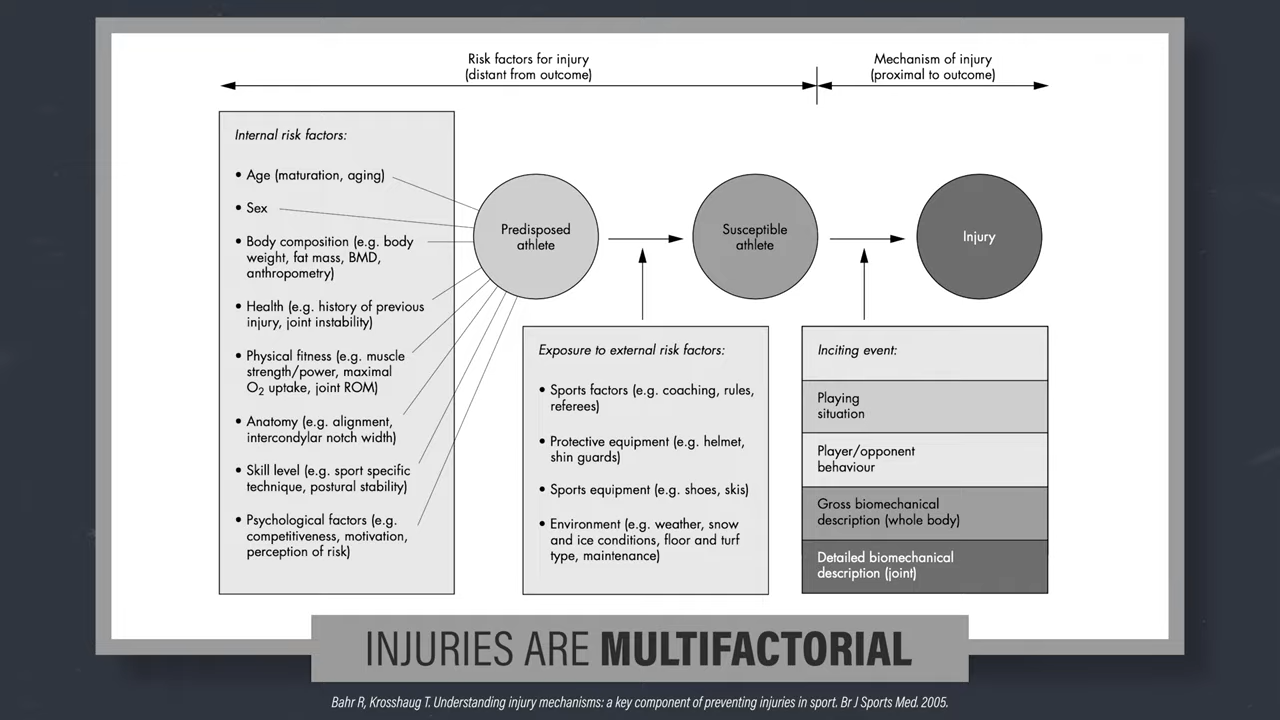 Risk factors for injury
(distant from outcome)
Mechanism of injury
(proximal to outcome)
Internal risk factors:
• Age (maturation, aging)
• Sex
• Body composition (e.g. body
weight, fat mass, BMD,
anthropometry)
• Health (e.g. history of previous
injury, joint instability)
• Physical fitness (e.g. muscle
strength/power, maximal
O₂ uptake, joint ROM)
• Anatomy (e.g. alignment,
intercondylar notch width)
• Skill level (e.g. sport specific
technique, postural stability)
• Psychological factors (e.g.
competitiveness, motivation,
perception of risk)
Predisposed
athlete
Susceptible
athlete
Injury
Exposure to external risk factors:
• Sports factors (e.g. coaching, rules,
referees)
• Protective equipment (e.g. helmet,
shin guards)
• Sports equipment (e.g. shoes, skis)
• Environment (e.g. weather, snow
and ice conditions, floor and turf
type, maintenance)
Inciting event:
Playing
situation
Player/opponent
behaviour
Gross biomechanical
description (whole body)
Detailed biomechanical
description (joint)
INJURIES ARE MULTIFACTORIAL
Bahr R, Krosshaug T. Understanding injury mechanisms: a key component of preventing injuries in sport. Br J Sports Med. 2005.